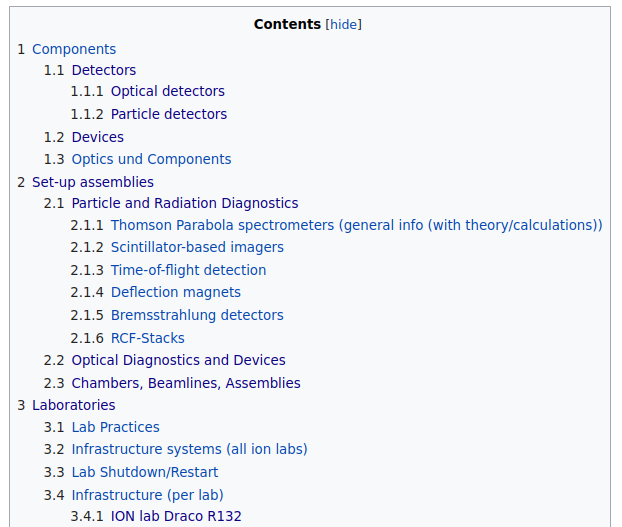 Contents [hide]
1 Components
1.1 Detectors
1.1.1 Optical detectors
1.1.2 Particle detectors
1.2 Devices
1.3 Optics und Components
2 Set-up assemblies
2.1 Particle and Radiation Diagnostics
2.1.1 Thomson Parabola spectrometers (general info (with theory/calculations))
2.1.2 Scintillator-based imagers
2.1.3 Time-of-flight detection
2.1.4 Deflection magnets
2.1.5 Bremsstrahlung detectors
2.1.6 RCF-Stacks
2.2 Optical Diagnostics and Devices
2.3 Chambers, Beamlines, Assemblies
3 Laboratories
3.1 Lab Practices
3.2 Infrastructure systems (all ion labs)
3.3 Lab Shutdown/Restart
3.4 Infrastructure (per lab)
3.4.1 ION lab Draco R132